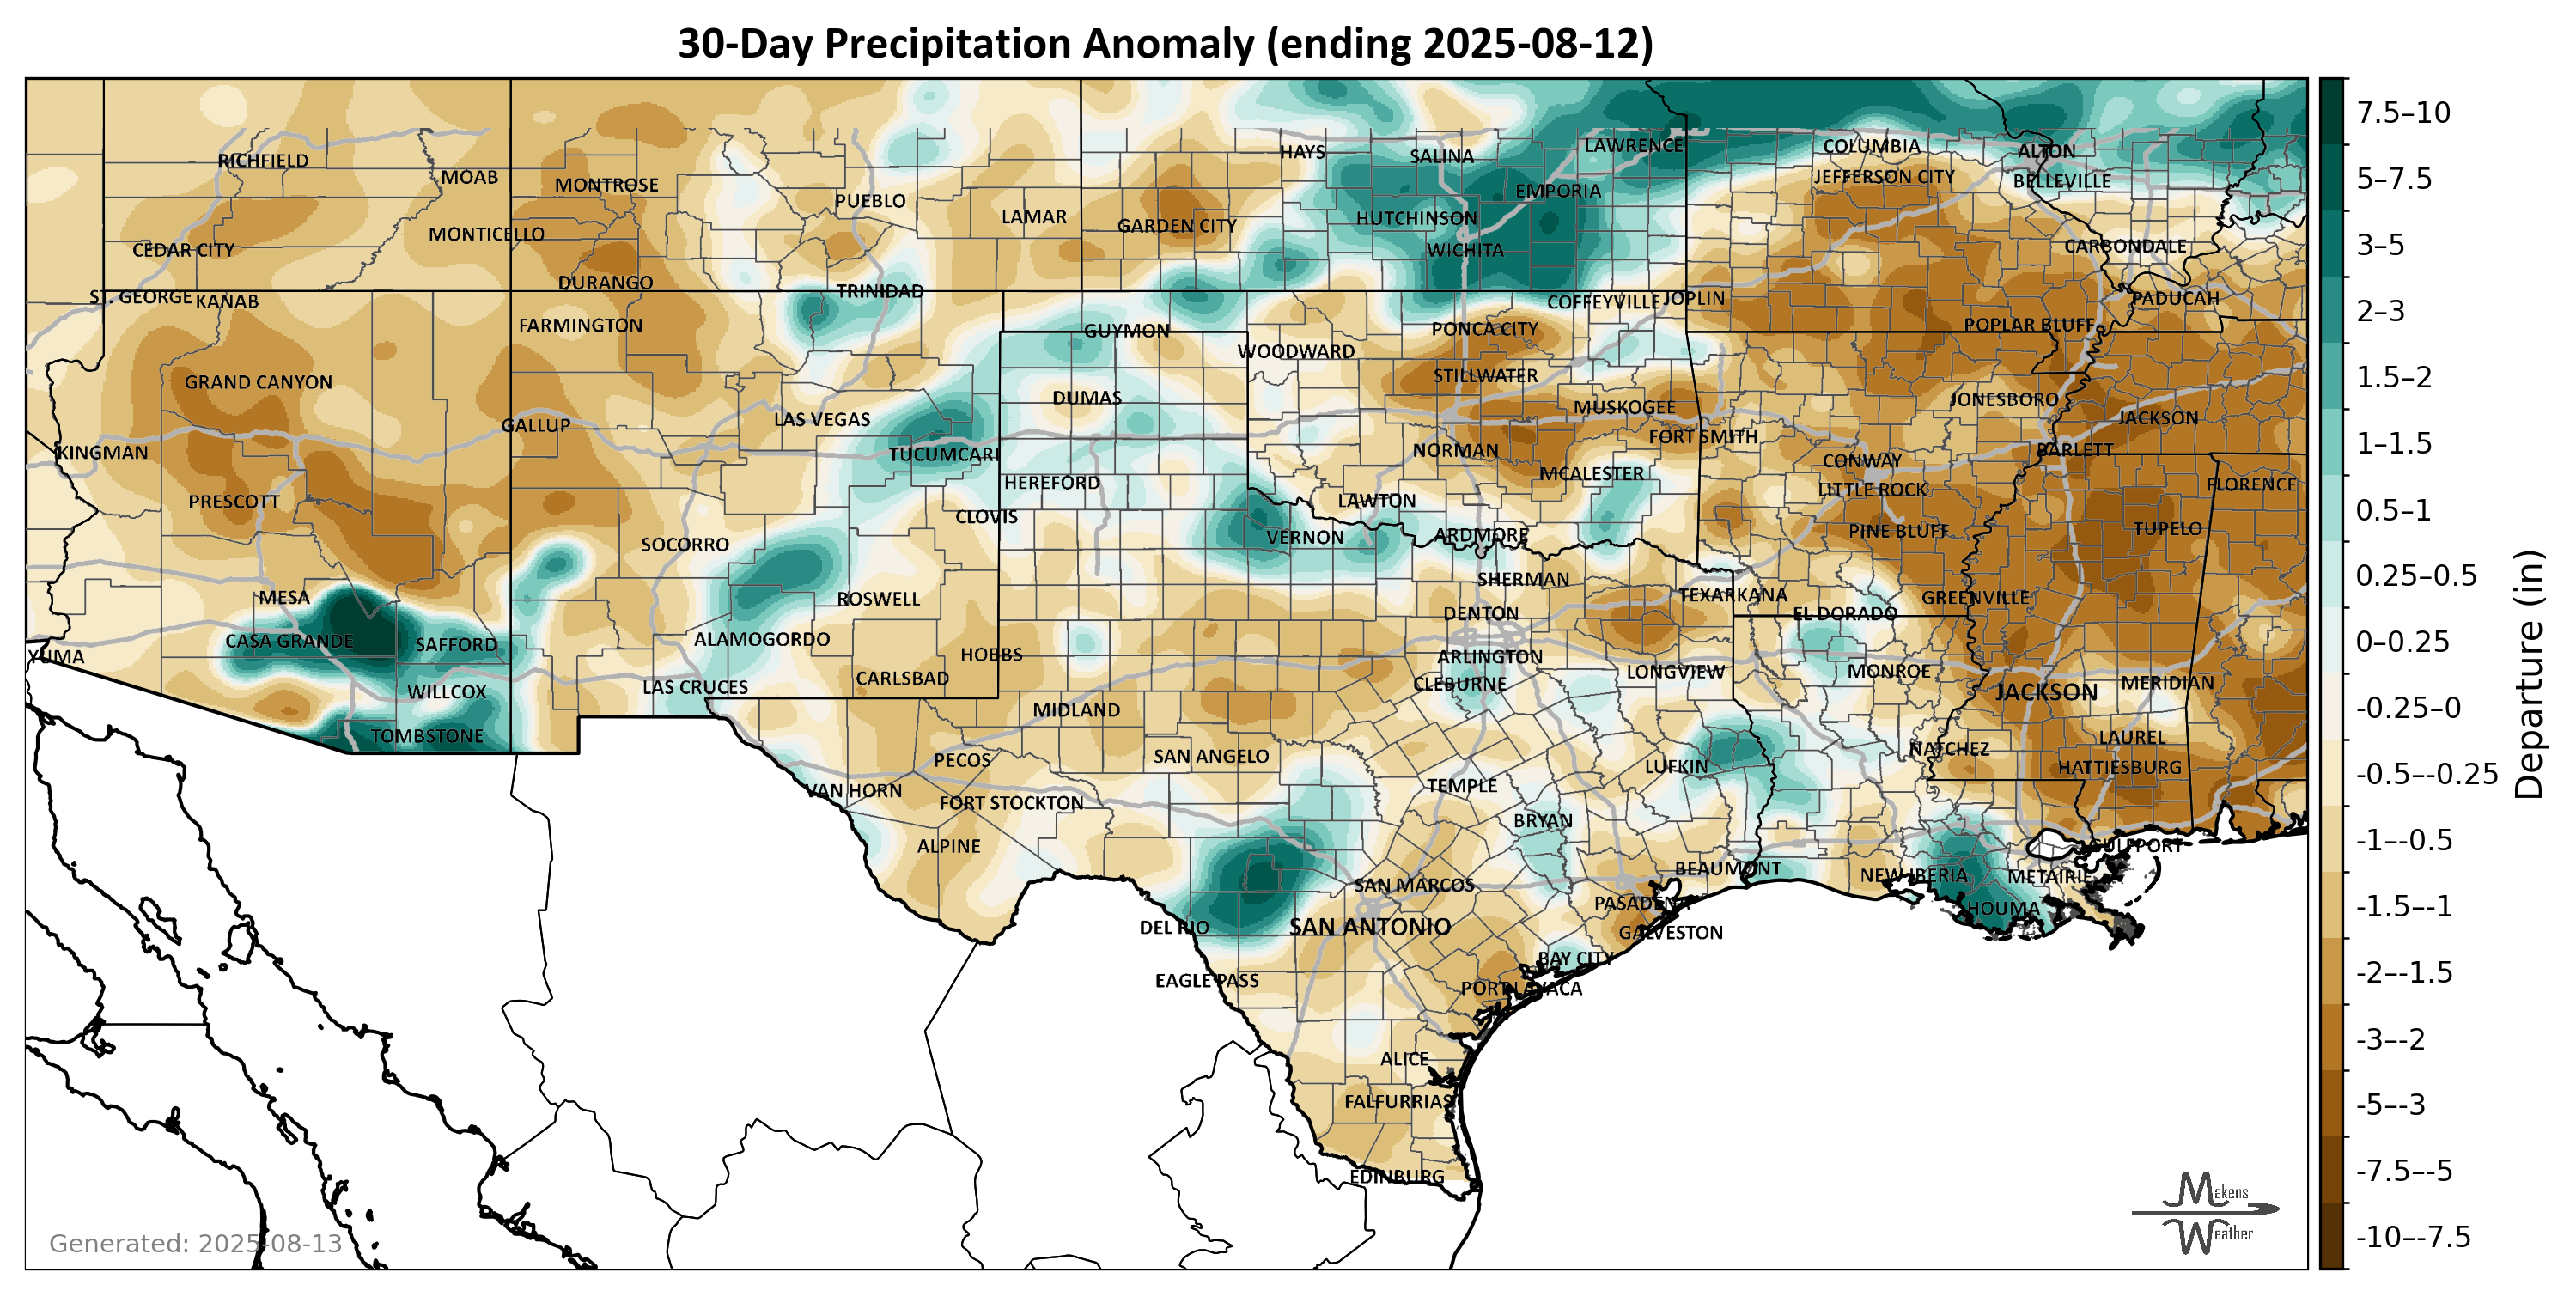 30-Day Precipitation Anomaly (ending 2025-08-12)
RICHFIELD
MOAB
MONTROSE
PUEBLO
LAMAR
GARDEN CITY
HAYS
SALINA
LAWRENCE
EMPORIA
HUTCHINSON
WICHITA
COLUMBIA
JEFFERSON CITY
ALTON
BELLEVILLE
CEDAR CITY
MONTICELLO
DURANGO
TRINIDAD
CARBONDALE
ST. GEORGE
KANAB
FARMINGTON
GUYMON
COFFEYVILLE
JOPLIN
PADUCAH
POPLAR BLUFF
PONCA CITY
WOODWARD
STILLWATER
GRAND CANYON
DUMAS
LAS VEGAS
GALLUP
MUSKOGEE
JONESBORO
JACKSON
KINGMAN
TUCUMCARI
NORMAN
FORT SMITH
BARLETT
CONWAY
PRESCOTT
HEREFORD
MCALESTER
LITTLE ROCK
FLORENCE
CLOVIS
LAWTON
SOCORRO
VERNON
ARDMORE
PINE BLUFF
TUPELO
SHERMAN
MESA
ROSWELL
TEXARKANA
GREENVILLE
DENTON
EL DORADO
CASA GRANDE
SAFFORD
ALAMOGORDO
YUMA
HOBBS
ARLINGTON
LONGVIEW
MONROE
CARLSBAD
CLEBURNE
WILLCOX
LAS CRUCES
JACKSON
MERIDIAN
MIDLAND
TOMBSTONE
LAUREL
NATCHEZ
PECOS
SAN ANGELO
LUFKIN
HATTIESBURG
TEMPLE
VAN HORN
FORT STOCKTON
BRYAN
ALPINE
GULFPORT
BEAUMONT
NEW IBERIA
METAIRIE
SAN MARCOS
PASADENA
HOUMA
DEL RIO
SAN ANTONIO
GALVESTON
BAY CITY
EAGLE PASS
PORT LAVACA
ALICE
FALFURRIAS
EDINBURG
Generated: 2025-08-13
Makens
Weather
7.5–10
5–7.5
3–5
2–3
1.5–2
1–1.5
0.5–1
0.25–0.5
0–0.25
-0.25–0
-0.5–-0.25
-1–-0.5
-1.5–-1
-2–-1.5
-3–-2
-5–-3
-7.5–-5
-10–-7.5
Departure (in)